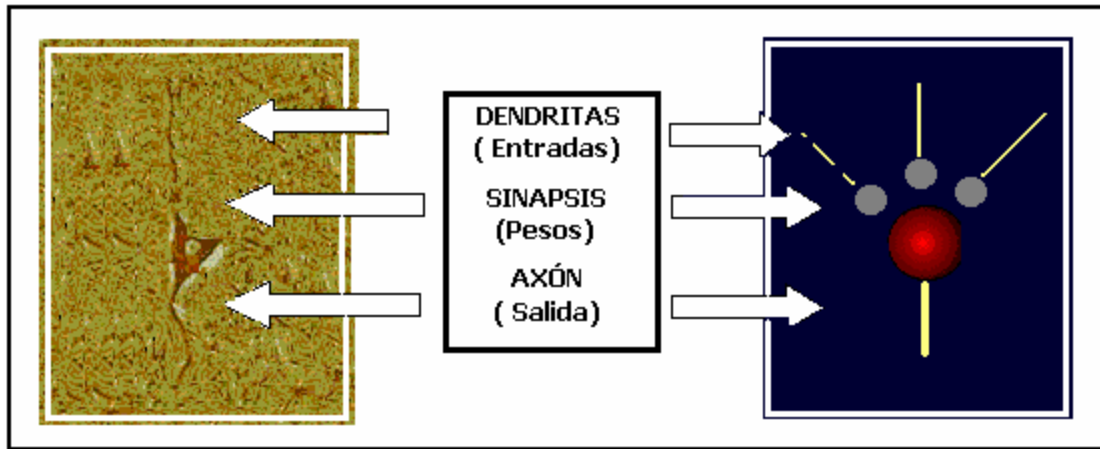 DENDRITAS
( Entradas)
SINAPSIS
(Pesos)
AXÓN
( Salida)